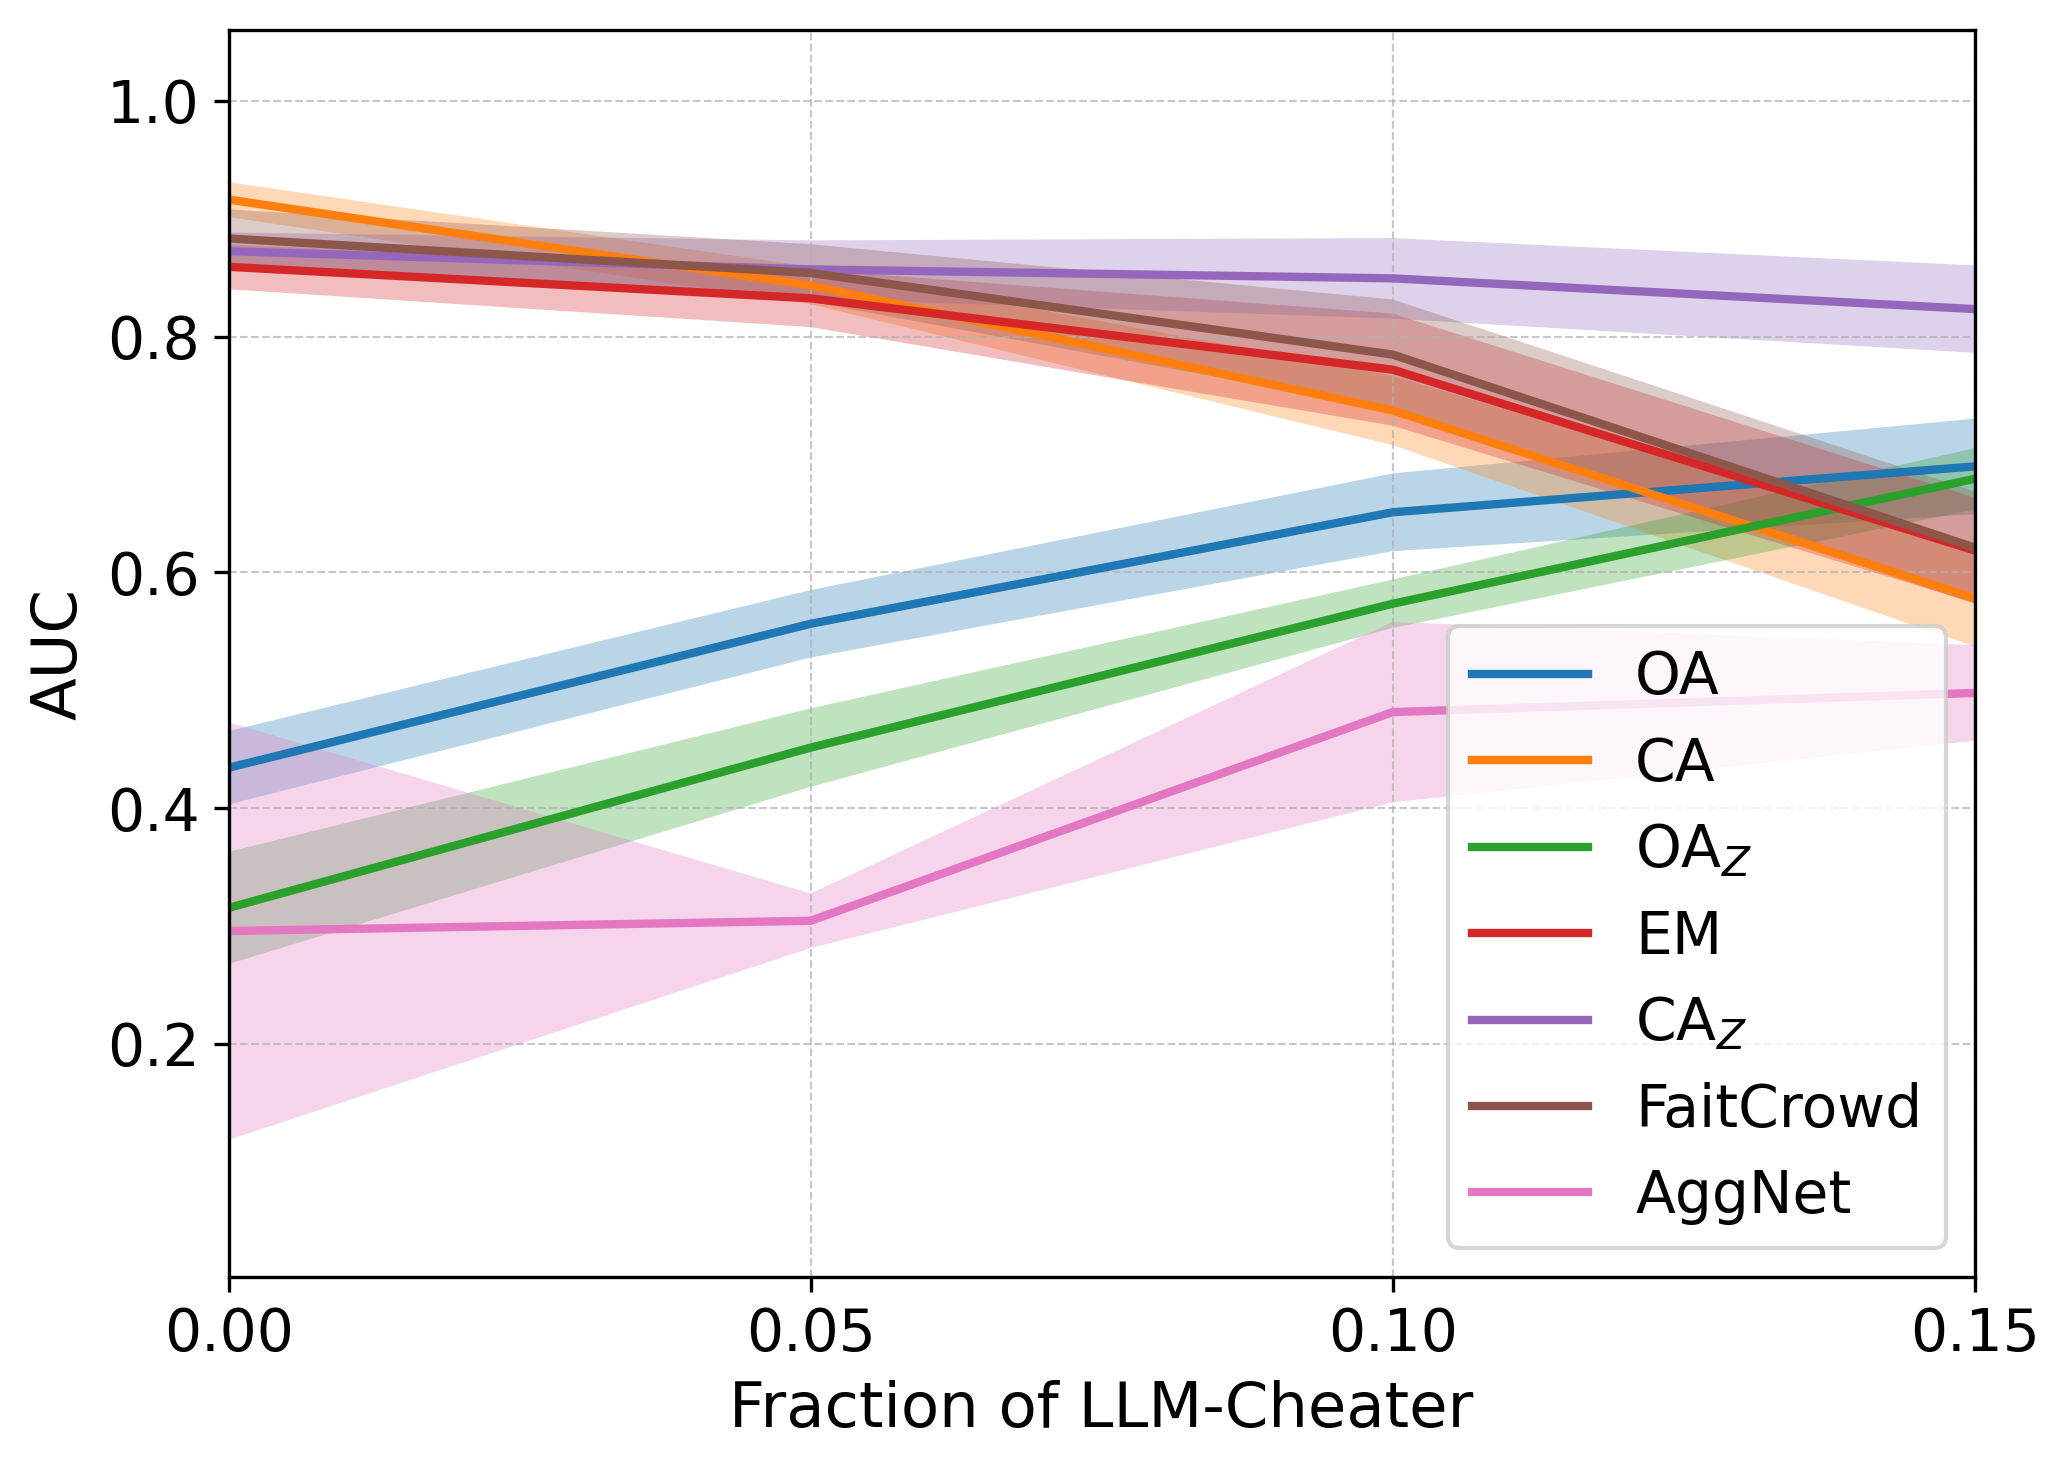 1.0
0.8
0.6
0.4
0.2
AUC
0.00 0.05 0.10 0.15
Fraction of LLM-Cheater
OA
CA
OA_Z
EM
CA_Z
FaitCrowd
AggNet